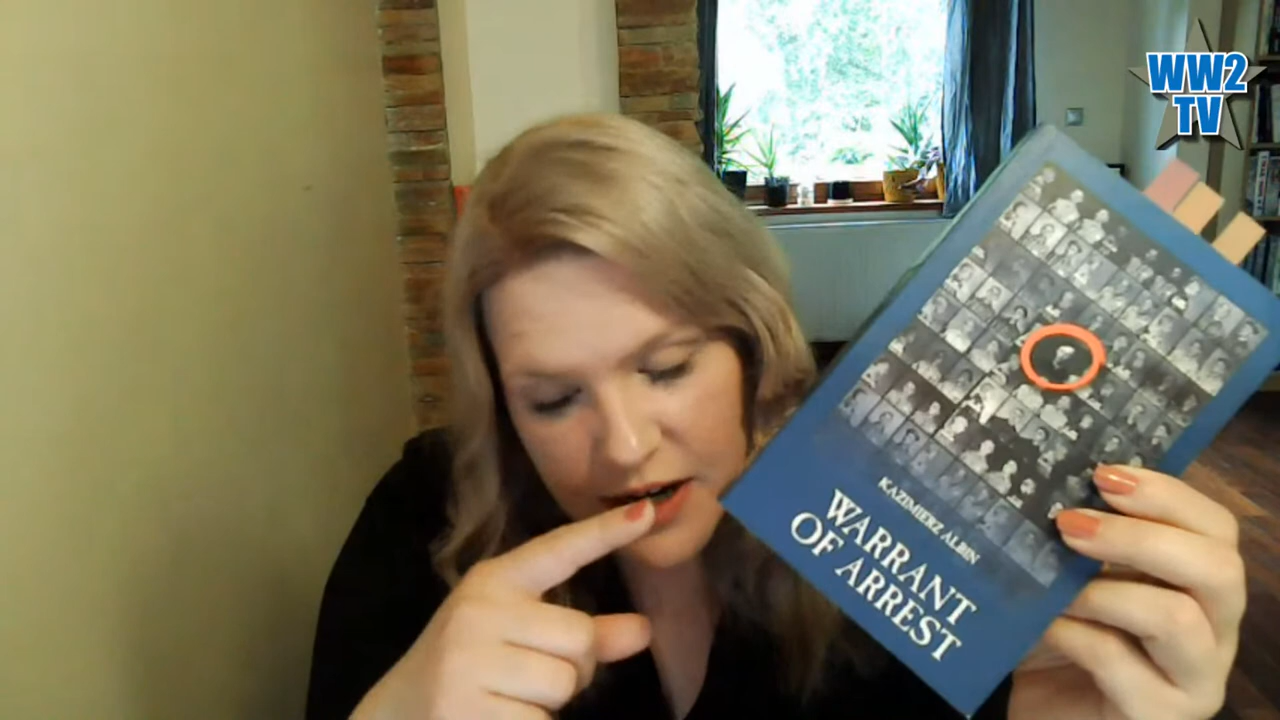 WW2
TV
KAZIMIERZ ALBIN
WARRANT
OF ARREST